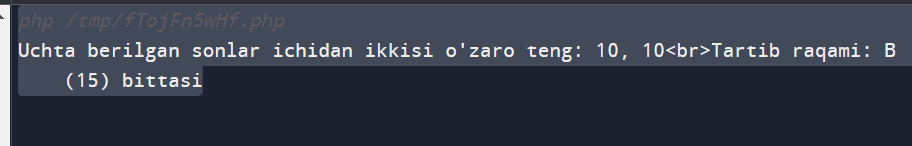 php /tmp/fTojFn5wHf.php
Uchta berilgan sonlar ichidan ikkisi o'zaro teng: 10, 10<br>Tartib raqami: B
(15) bittasi